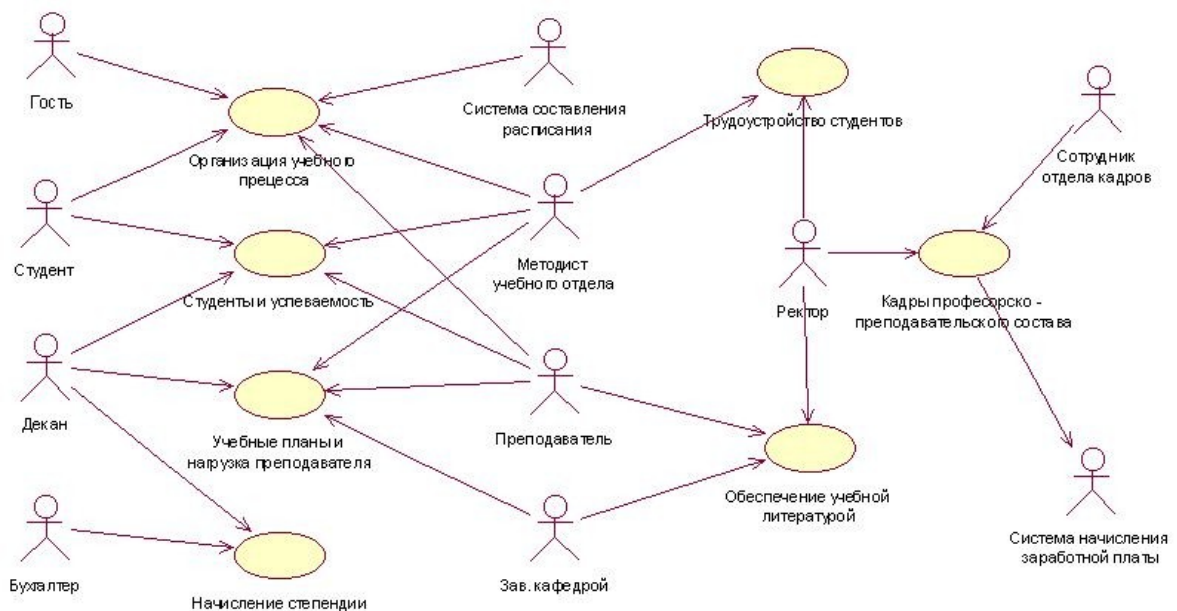 Гость
Система составления
расписания
Организация учебного
прецесса
Трудоустройство студентов
Сотрудник
отдела кадров
Студент
Студенты и успеваемость
Методист
учебного отдела
Ректор
Кадры професорско -
преподавательского состава
Декан
Учебные планы и
нагрузка преподавателя
Преподаватель
Обеспечение учебной
литературой
Бухгалтер
Начисление степендии
Зав. кафедрой
Система начисления
заработной платы